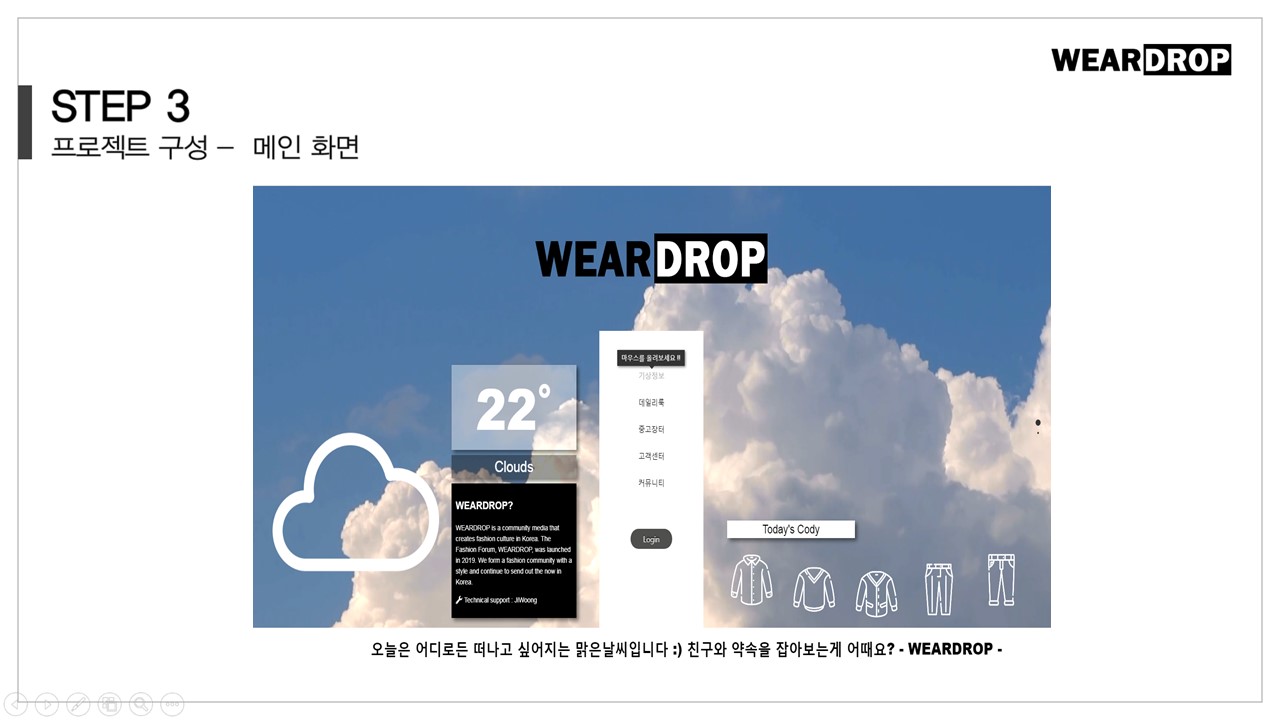 WEARDROP
STEP 3
프로젝트 구성 – 메인 화면
WEARDROP
마우스를 올려보세요 !!
기상정보
데일리룩
중고장터
고객센터
커뮤니티
Login
22°
Clouds
WEARDROP?
WEARDROP is a community media that
creates fashion culture in Korea. The
Fashion Forum, WEARDROP, was launched
in 2019. We form a fashion community with a
style and continue to send out the now in
Korea.
Technical support : JiWoong
Today's Cody
오늘은 어디로든 떠나고 싶어지는 맑은날씨입니다 :) 친구와 약속을 잡아보는게 어때요? - WEARDROP -